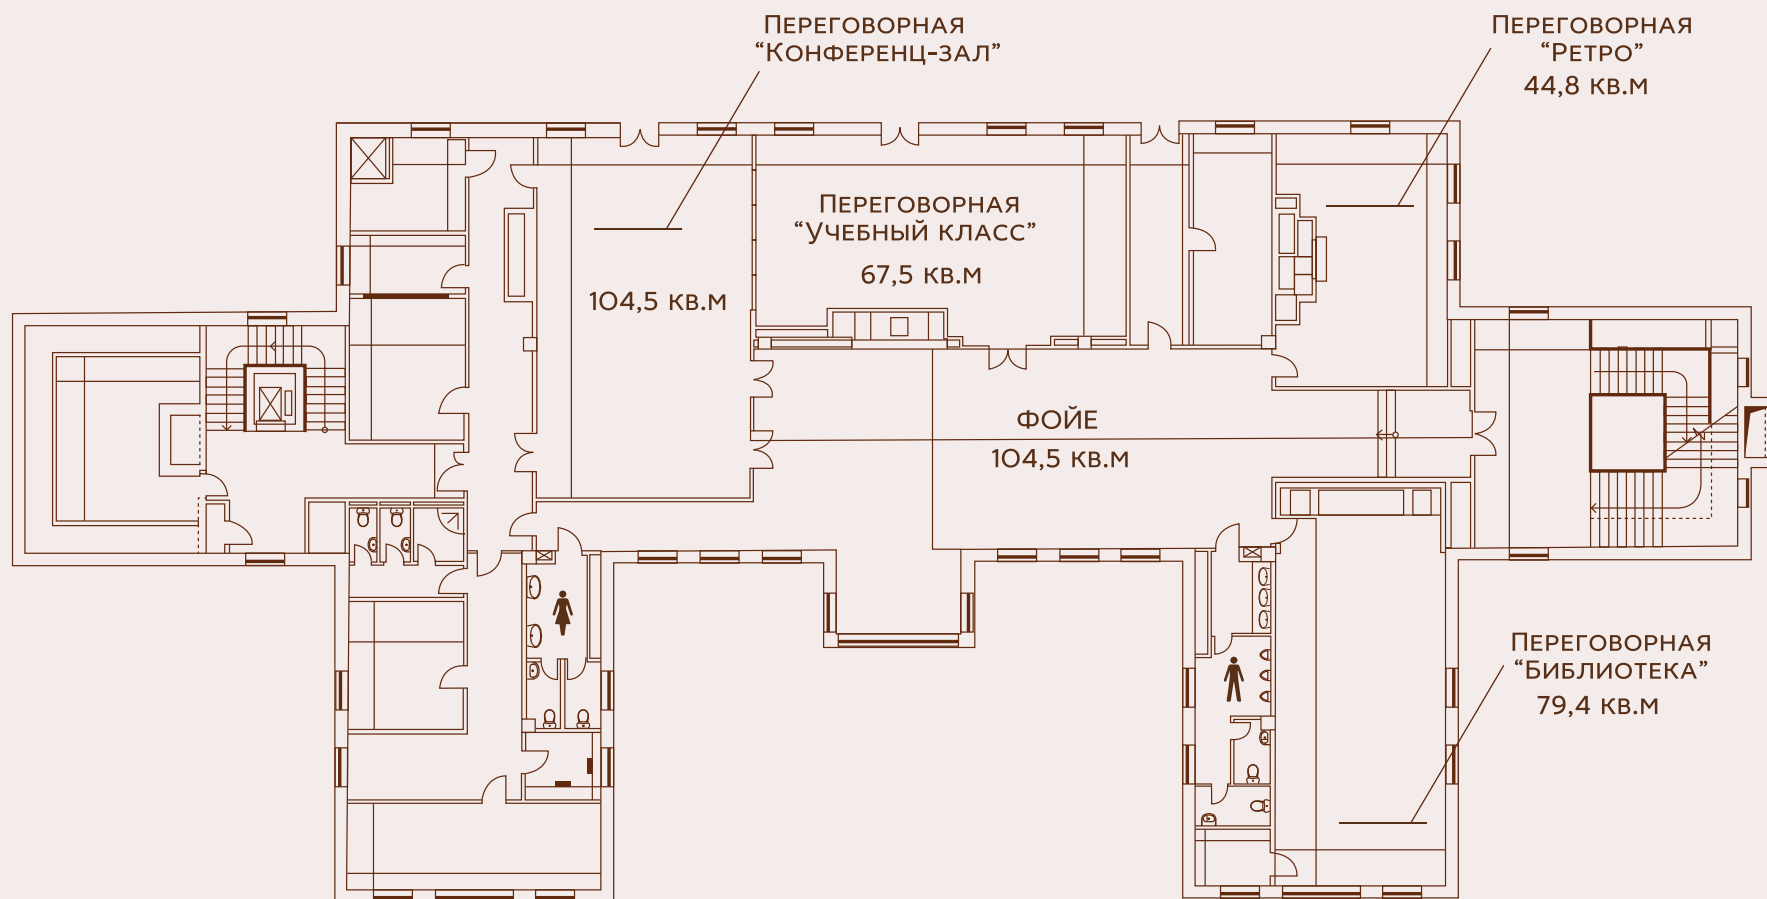 Переговорная
“Конференц-зал”
104,5 кв.м
Переговорная
“Учебный класс”
67,5 кв.м
Переговорная
“Ретро”
44,8 кв.м
ФОЙЕ
104,5 кв.м
Переговорная
“Библиотека”
79,4 кв.м